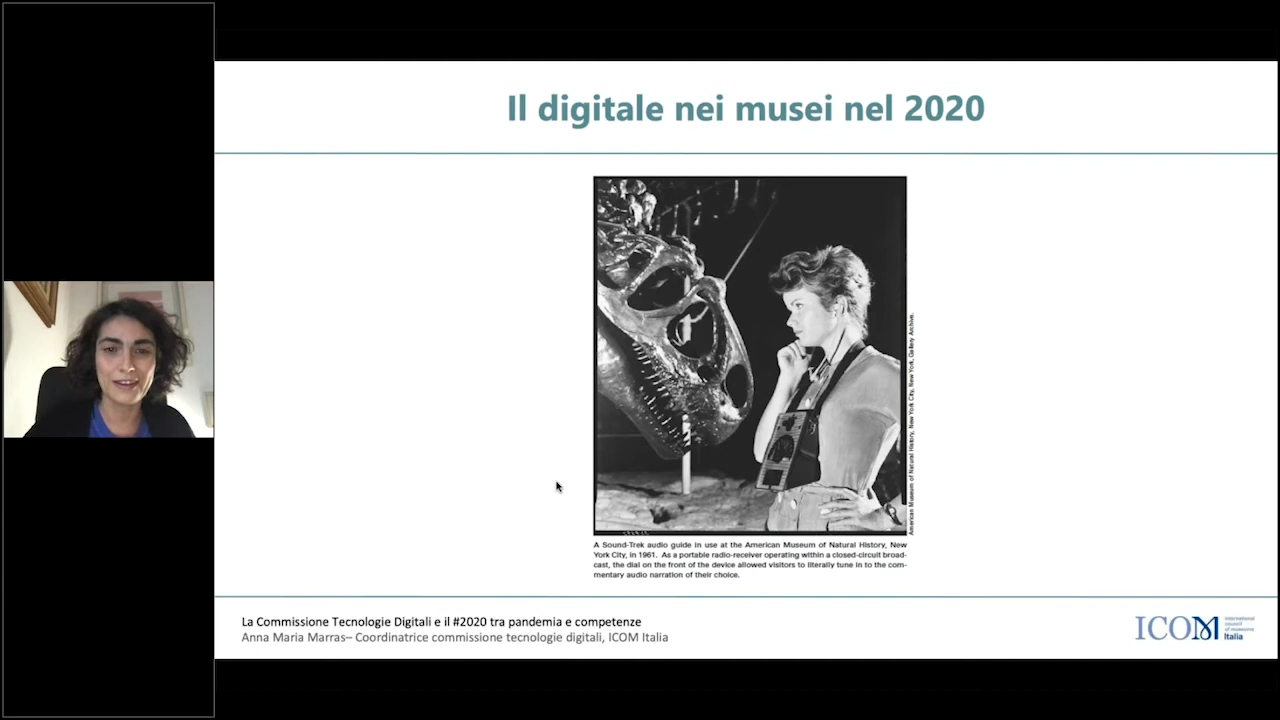 Il digitale nei musei nel 2020
American Museum of Natural History, New York City, New York, Gallery Archive.
A Sound-Trek audio guide in use at the American Museum of Natural History, New
York City, in 1961. As a portable radio-receiver operating within a closed-circuit broad-
cast, the dial on the front of the device allowed visitors to literally tune in to the com-
mentary audio narration of their choice.
La Commissione Tecnologie Digitali e il #2020 tra pandemia e competenze
Anna Maria Marras– Coordinatrice commissione tecnologie digitali, ICOM Italia
ICOM
international
council
of museums
Italia